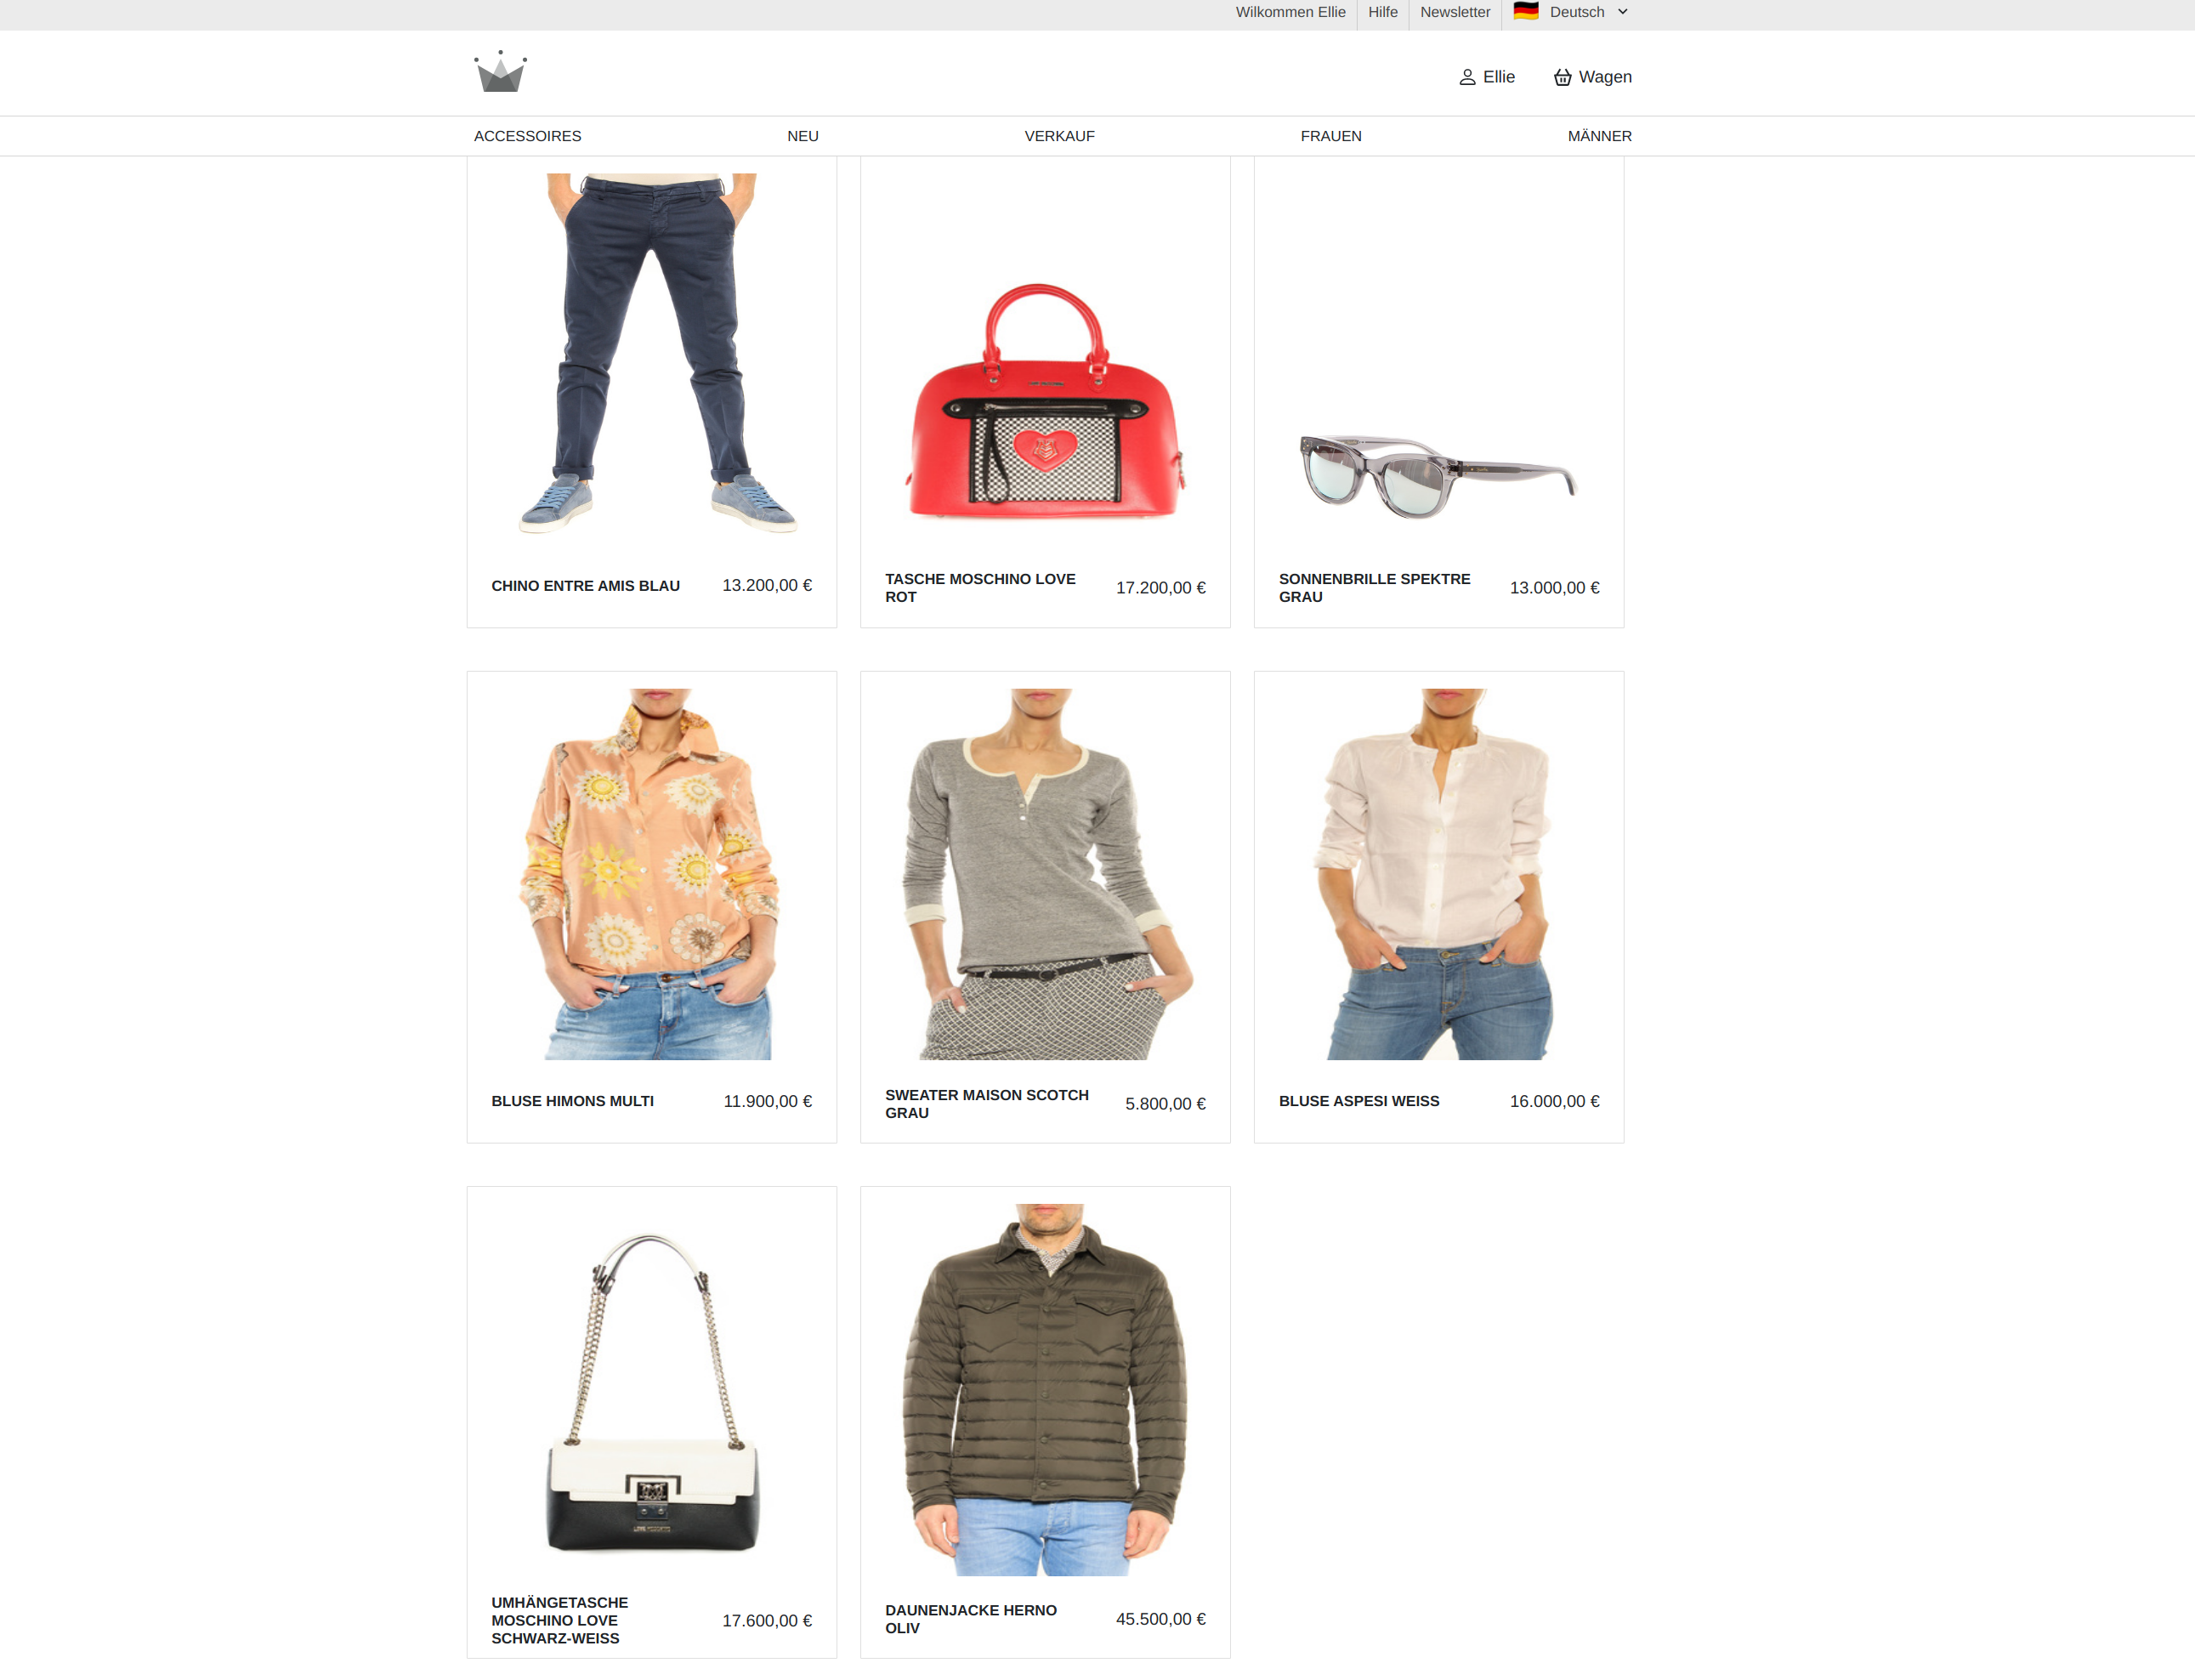 Wilkommen Ellie
Hilfe
Newsletter
Deutsch
Ellie
Wagen
ACCESSOIRES
NEU
VERKAUF
FRAUEN
MÄNNER
CHINO ENTRE AMIS BLAU
13.200,00 €
TASCHE MOSCHINO LOVE
ROT
17.200,00 €
SONNENBRILLE SPEKTRE
GRAU
13.000,00 €
BLUSE HIMONS MULTI
11.900,00 €
SWEATER MAISON SCOTCH
GRAU
5.800,00 €
BLUSE ASPESI WEISS
16.000,00 €
UMHÄNGETASCHE
MOSCHINO LOVE
SCHWARZ-WEISS
17.600,00 €
DAUNENJACKE HERNO
OLIV
45.500,00 €